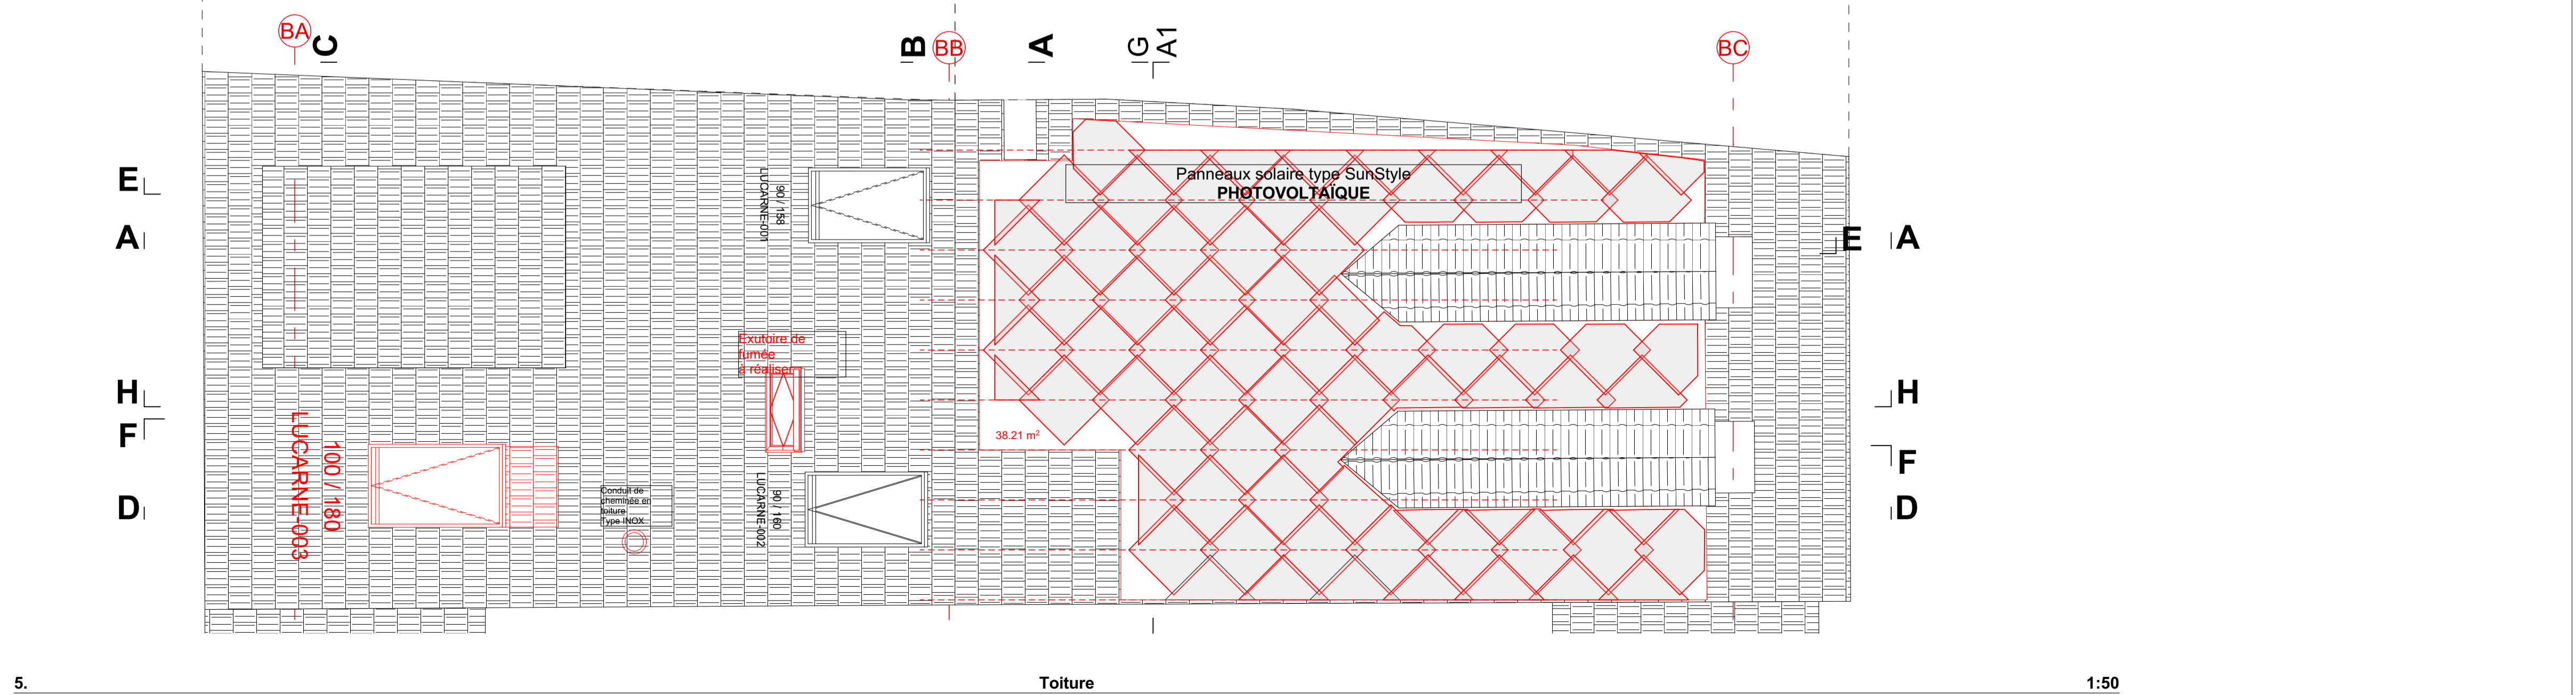 BA
C
B
BB
A
G
A1
BC
E
A
H
F
D
E
A
H
F
D
Panneaux solaire type SunStyle
PHOTOVOLTAÏQUE
90 / 158
LUCARNE-001
Exutoire de
fumée
à réaliser
38.21 m²
100 / 180
LUCARNE-003
Conduit de
cheminée en
toiture
Type INOX
90 / 160
LUCARNE-002
5.
Toiture
1:50